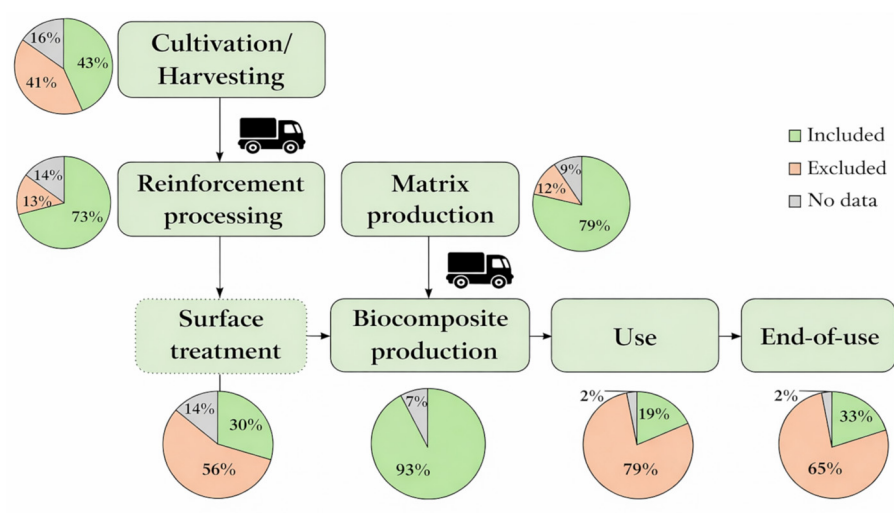 16%
43%
41%
Cultivation/
Harvesting
Included
Excluded
No data
14%
13%
73%
Reinforcement
processing
Matrix
production
9%
12%
79%
Surface
treatment
Biocomposite
production
Use
End-of-use
14%
30%
56%
7%
93%
2%
19%
79%
2%
33%
65%